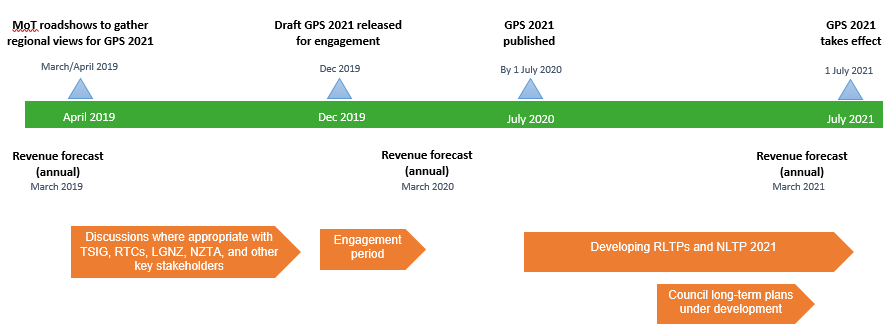 MoT roadshows to gather
regional views for GPS 2021
March/April 2019
Draft GPS 2021 released
for engagement
Dec 2019
GPS 2021
published
By 1 July 2020
GPS 2021
takes effect
1 July 2021
April 2019
Dec 2019
July 2020
July 2021
Revenue forecast
(annual)
March 2019
Revenue forecast
(annual)
March 2020
Revenue forecast
(annual)
March 2021
Discussions where appropriate with
TSIG, RTCs, LGNZ, NZTA, and other
key stakeholders
Engagement
period
Developing RLTPs and NLTP 2021
Council long-term plans
under development